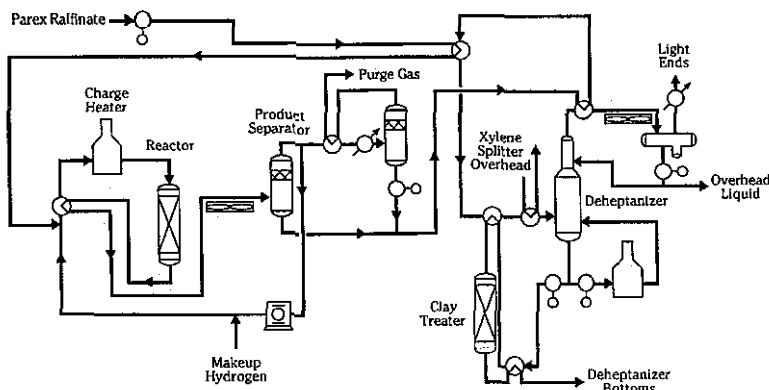 Parex Ralfinate
Purge Gas
Light
Ends
Charge
Heater
Reactor
Product
Separator
Xylene
Splitter
Overhead
Deheptanizer
Overhead
Liquid
Clay
Treater
Makeup
Hydrogen
Deheptanizer
Bottoms